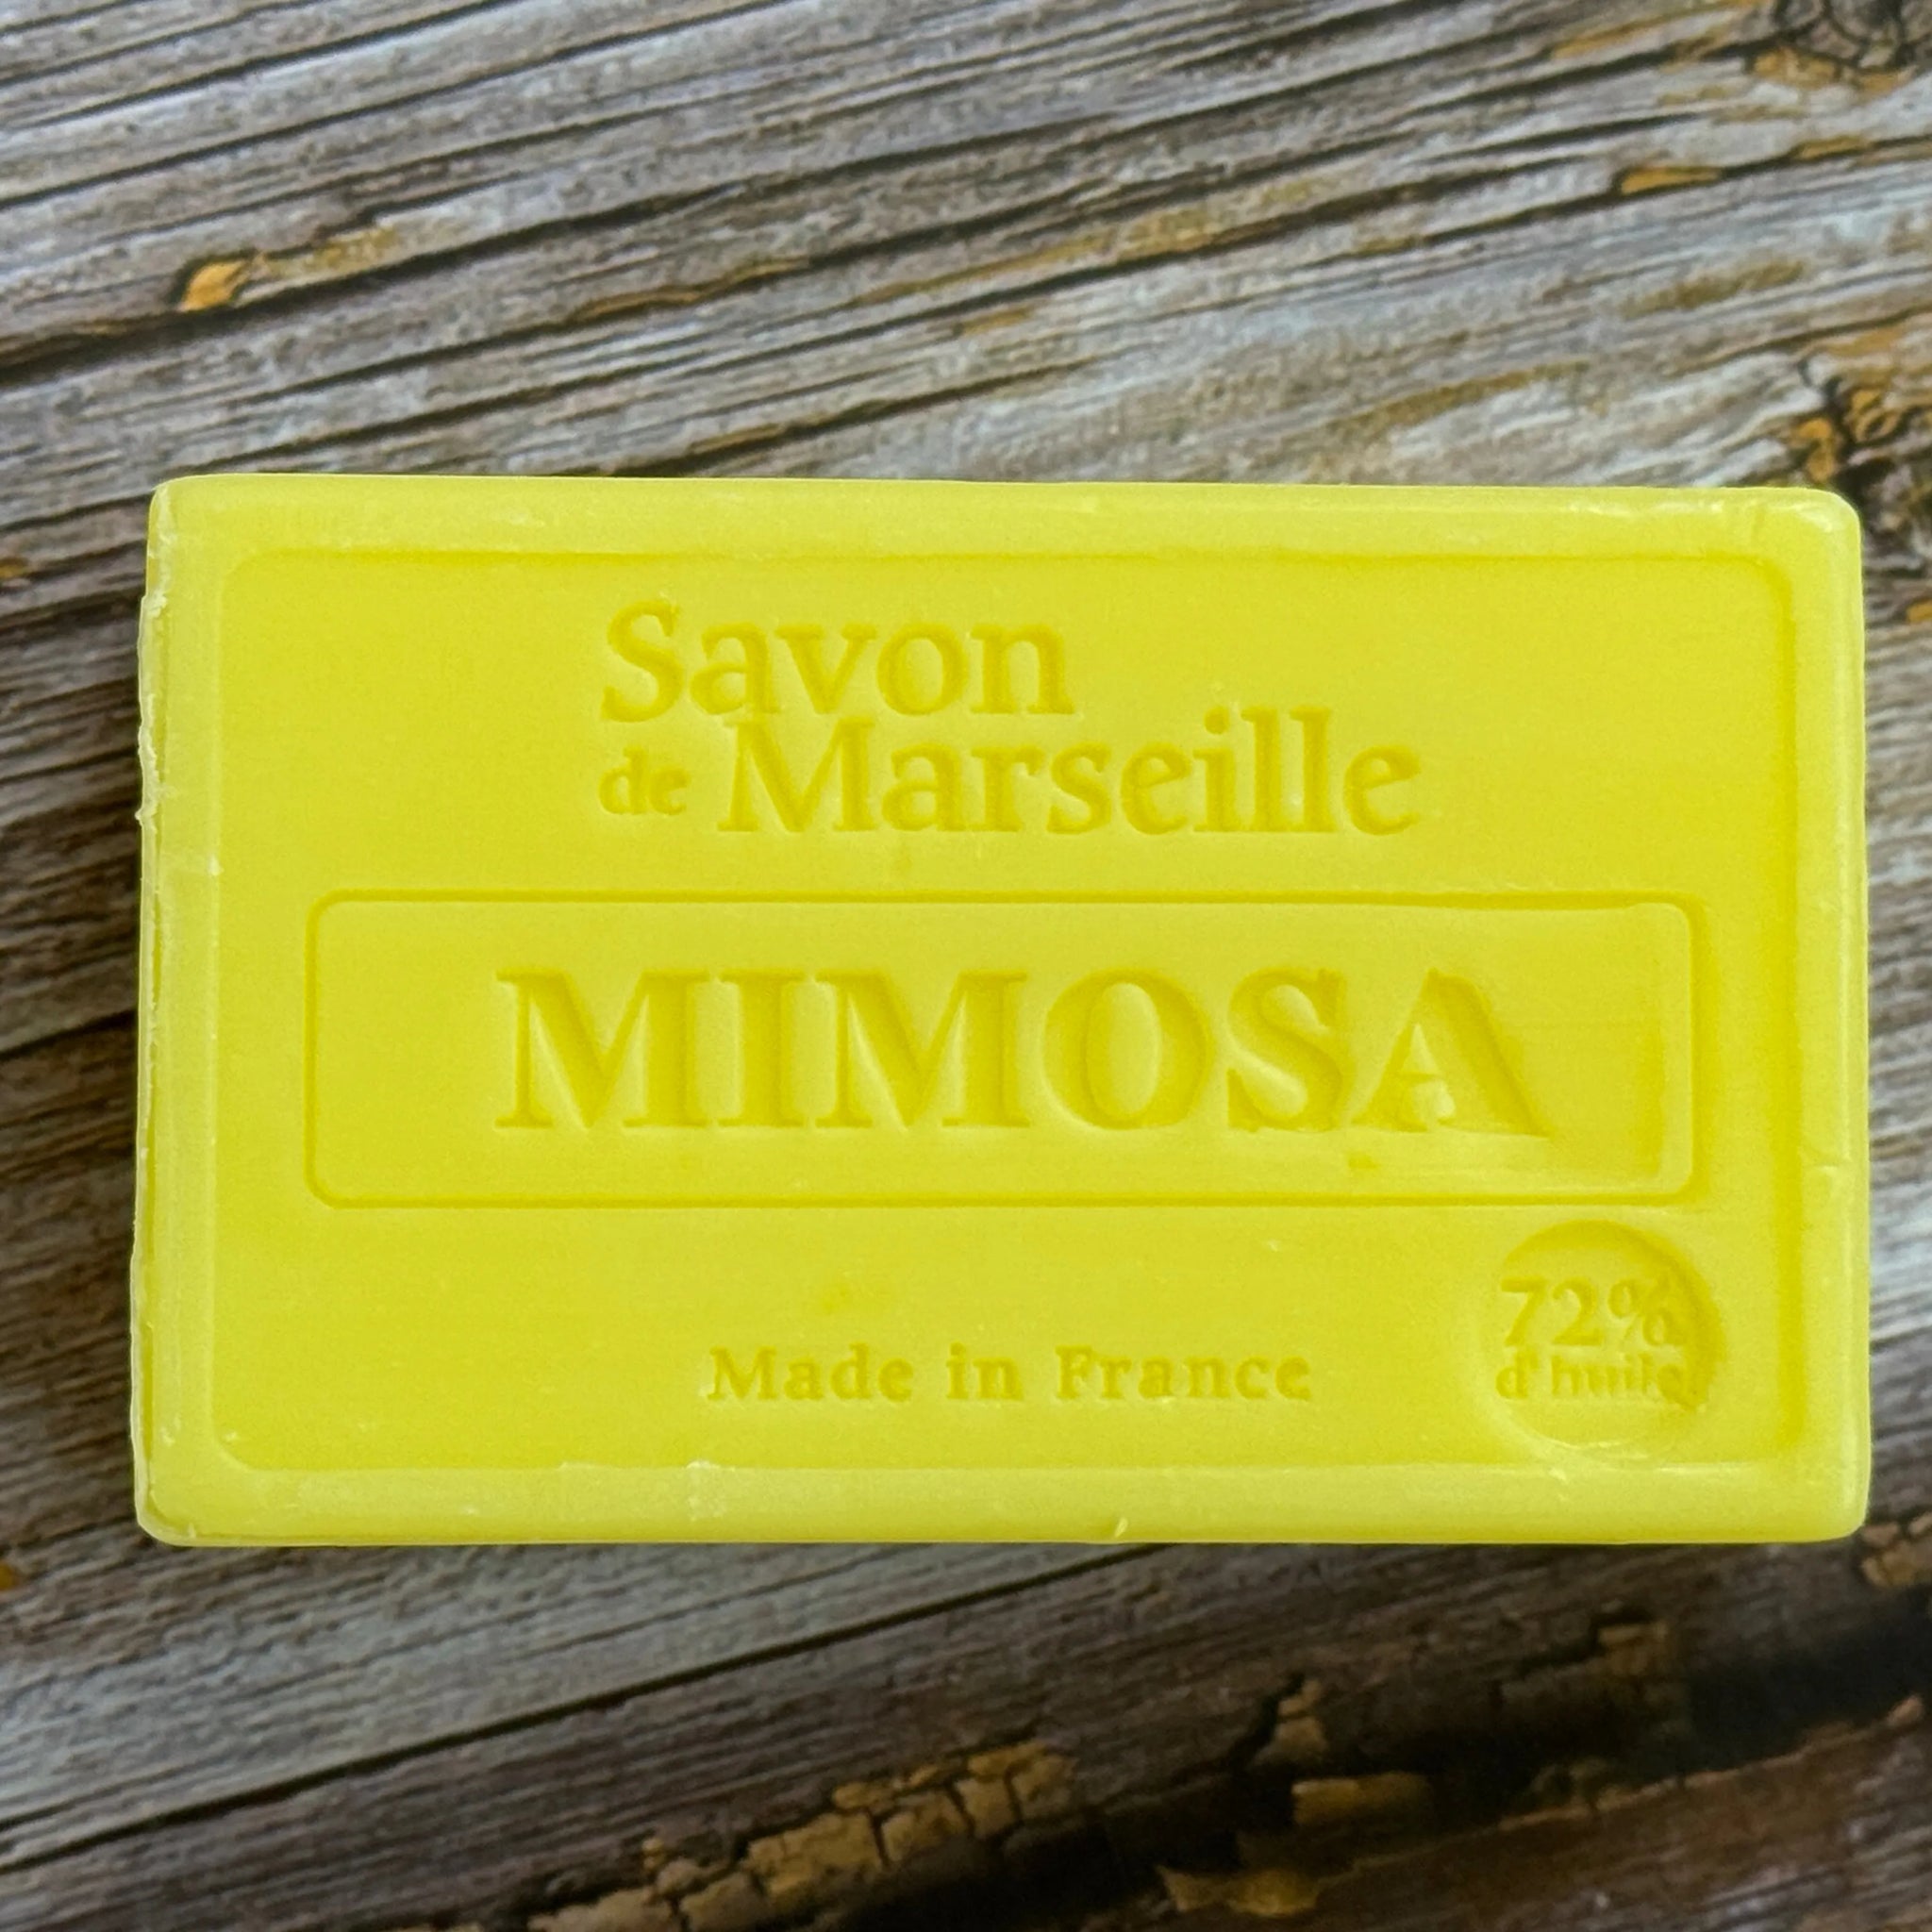 Savon
de Marseille
MIMOSA
Made in France
72%
d'huile